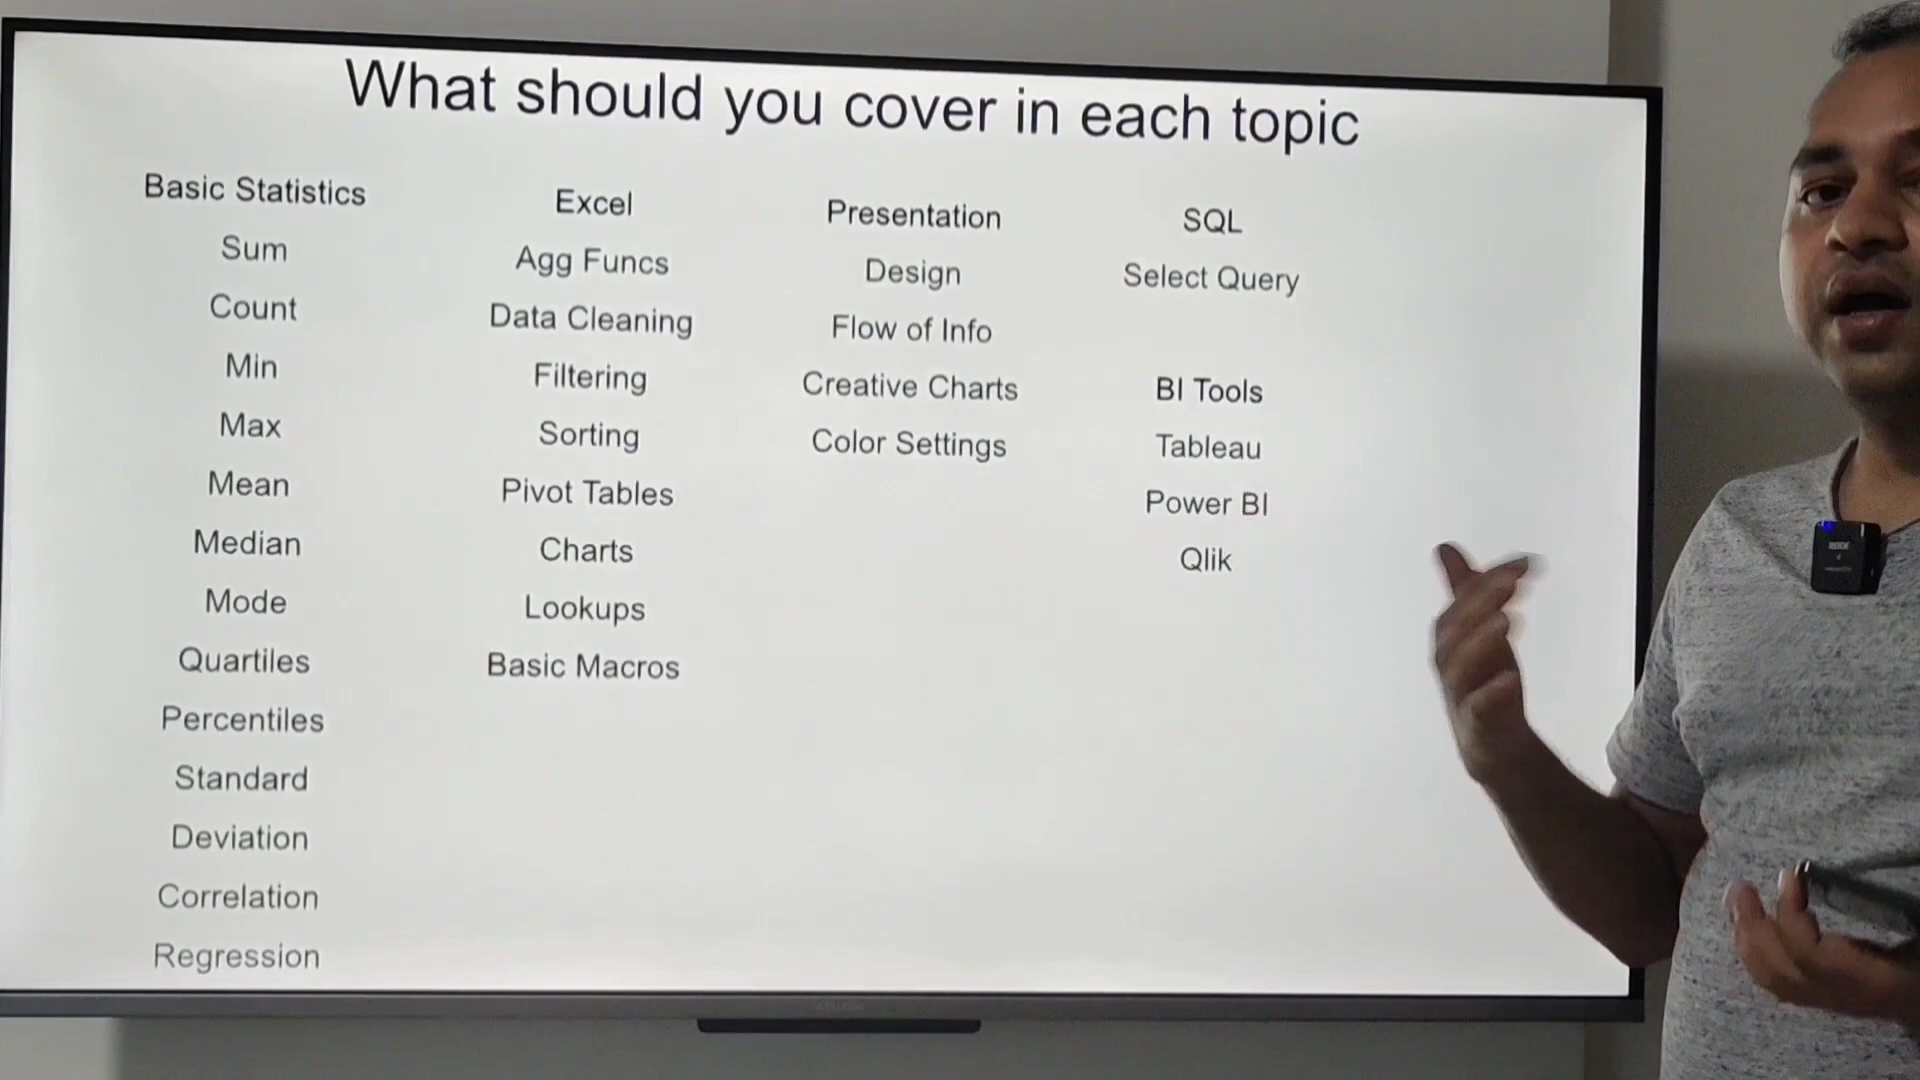 What should you cover in each topic
Basic Statistics
Sum
Count
Min
Max
Mean
Median
Mode
Quartiles
Percentiles
Standard
Deviation
Correlation
Regression
Excel
Agg Funcs
Data Cleaning
Filtering
Sorting
Pivot Tables
Charts
Lookups
Basic Macros
Presentation
Design
Flow of Info
Creative Charts
Color Settings
SQL
Select Query
BI Tools
Tableau
Power BI
Qlik